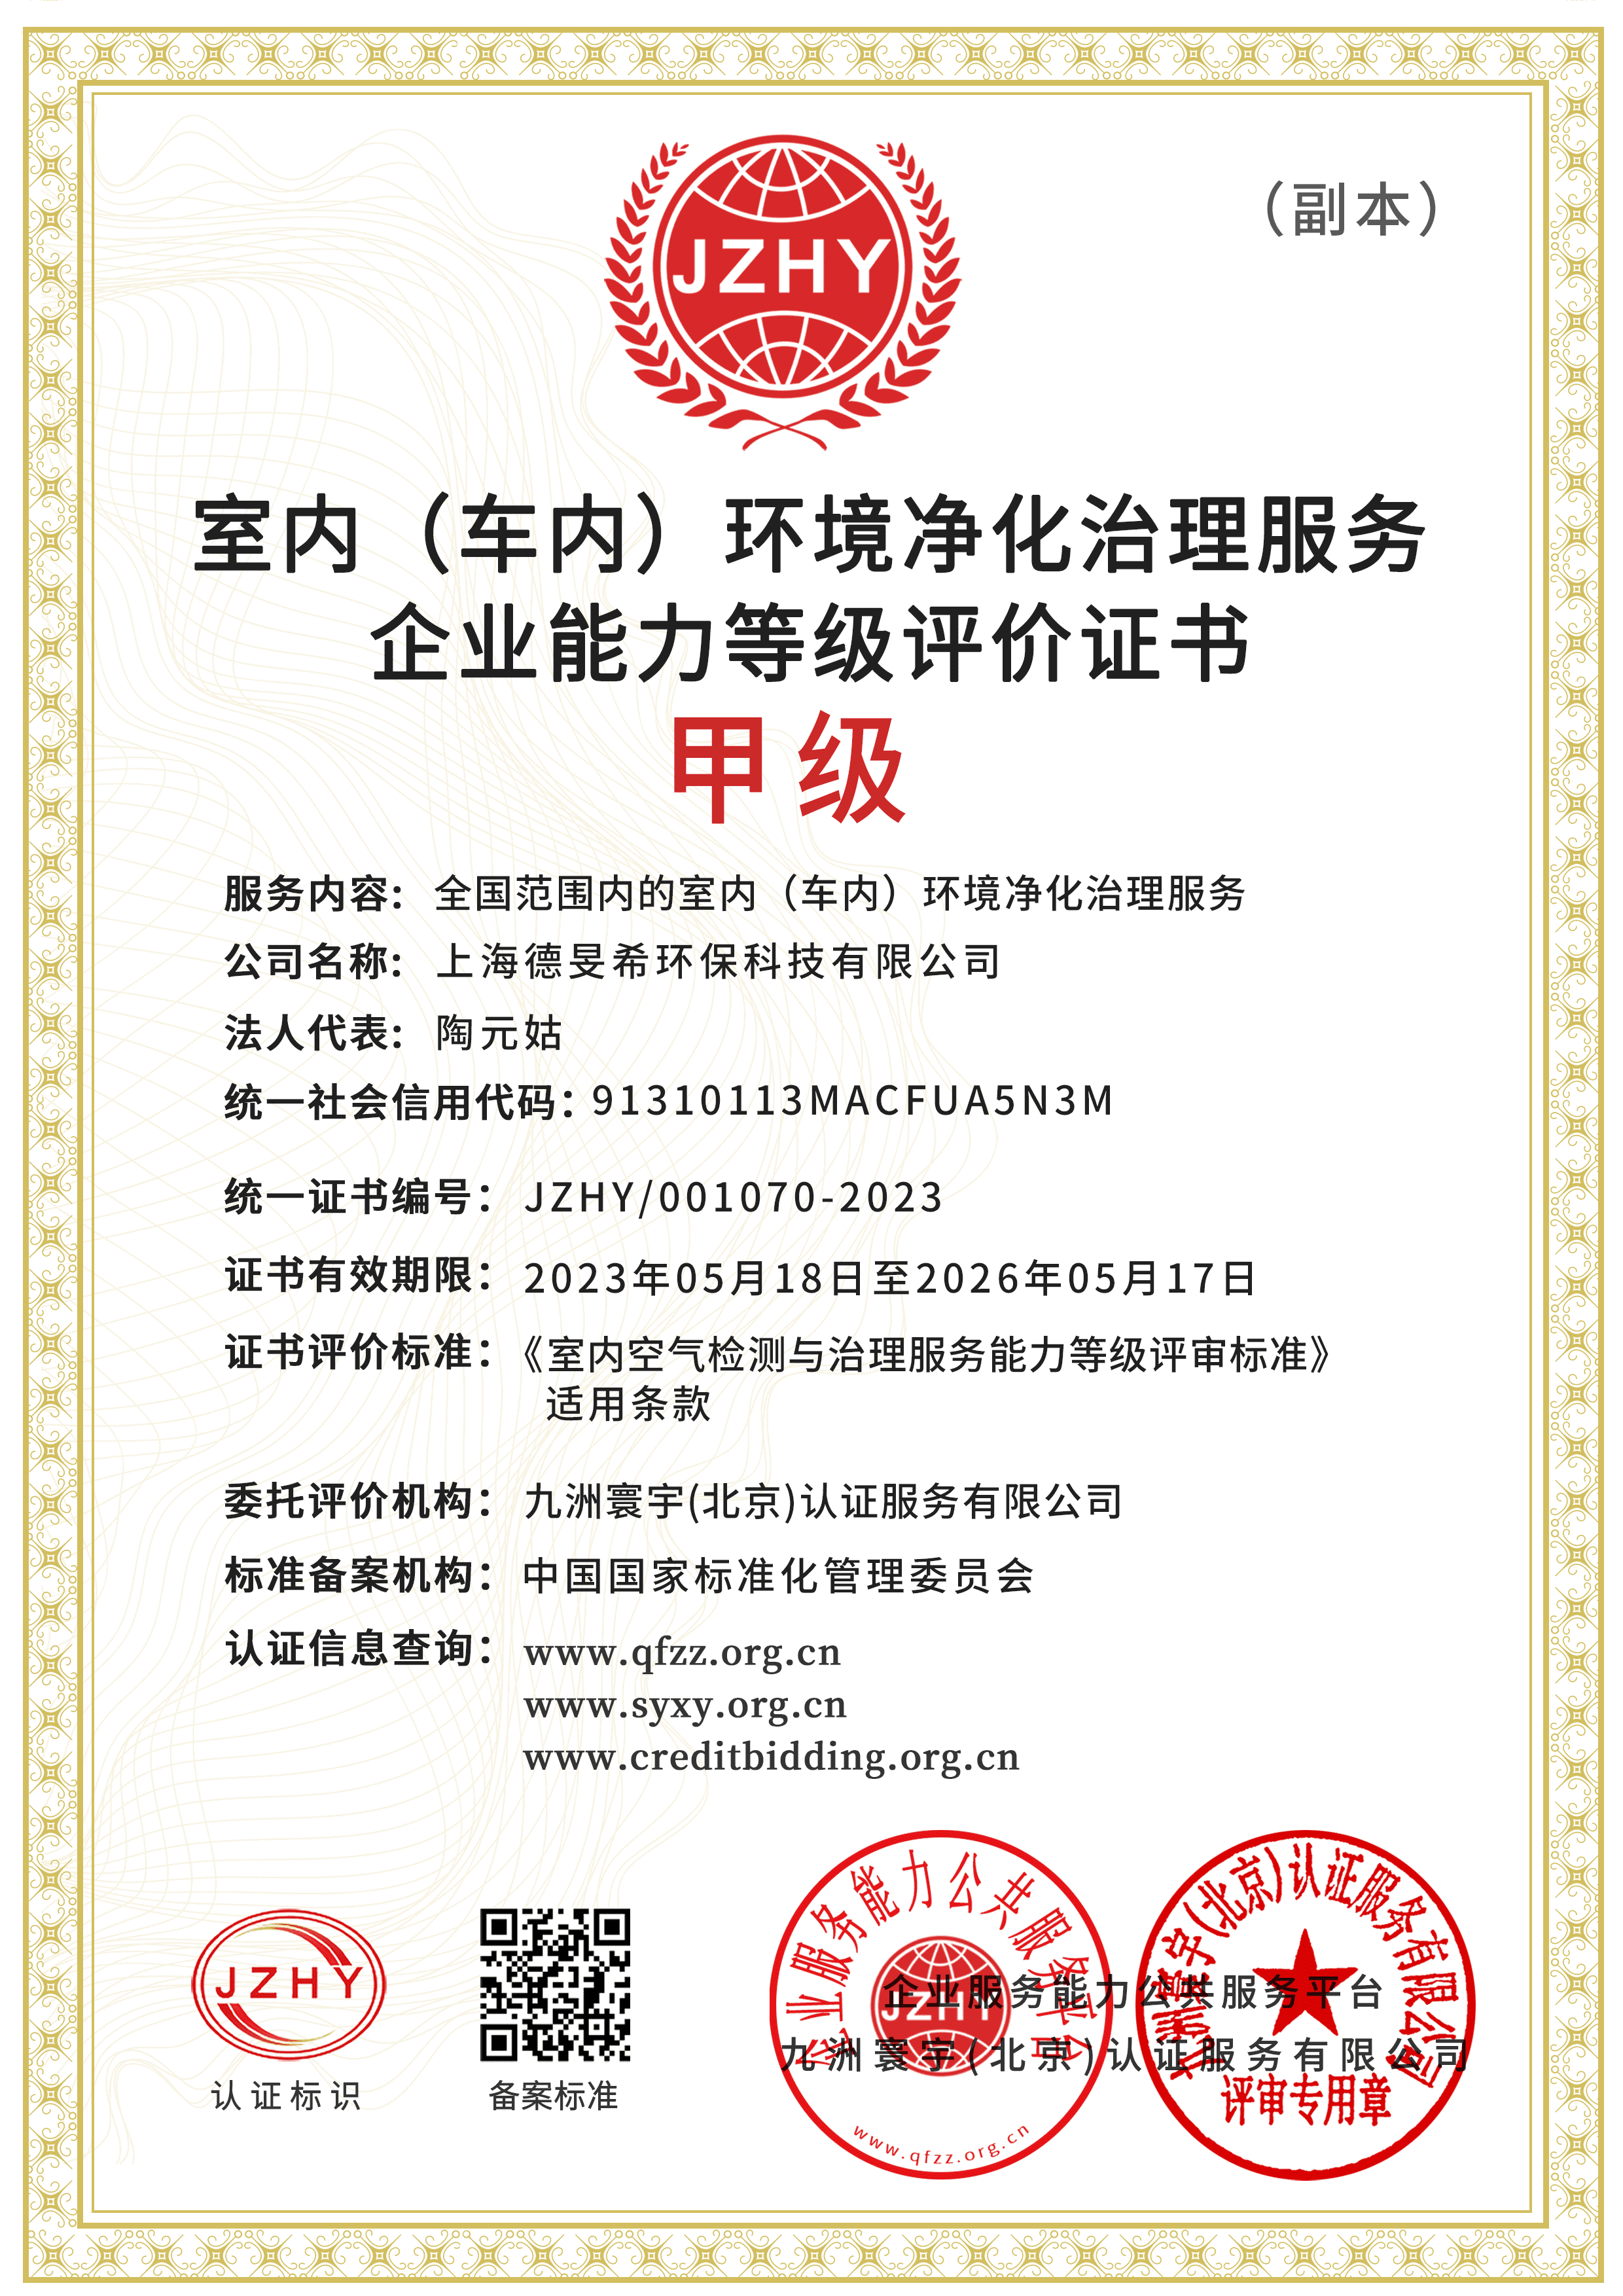 （副本）
JZHY
室内（车内）环境净化治理服务
企业能力等级评价证书
甲级
服务内容: 全国范围内的室内（车内）环境净化治理服务
公司名称: 上海德旻希环保科技有限公司
法人代表: 陶元姑
统一社会信用代码: 91310113MACFUA5N3M
统一证书编号: JZHY/001070-2023
证书有效期限: 2023年05月18日至2026年05月17日
证书评价标准:《室内空气检测与治理服务能力等级评审标准》
适用条款
委托评价机构: 九洲寰宇(北京)认证服务有限公司
标准备案机构: 中国国家标准化管理委员会
认证信息查询: www.qfzz.org.cn
www.syxy.org.cn
www.creditbidding.org.cn
JZHY
认证标识
备案标准
企业服务能力公共服务平台
JZHY
www.qfzz.org.cn
企业服务能力公共服务平台
九洲寰宇(北京)认证服务有限公司
九洲寰宇(北京)认证服务有限公司
评审专用章